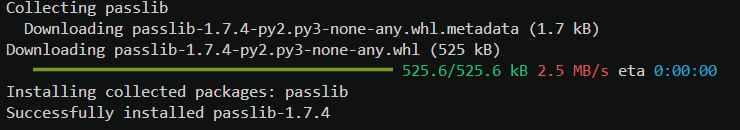 Collecting passlib
Downloading passlib-1.7.4-py2.py3-none-any.whl.metadata (1.7 kB)
Downloading passlib-1.7.4-py2.py3-none-any.whl (525 kB)
525.6/525.6 kB 2.5 MB/s eta 0:00:00
Installing collected packages: passlib
Successfully installed passlib-1.7.4